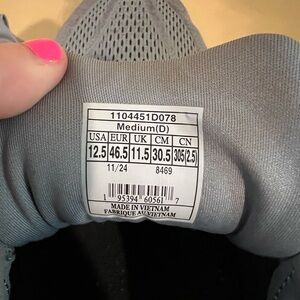 1104451D078
Medium(D)
USA EUR UK CM CN
12.5 46.5 11.5 30.5 305(2.5)
11/24 8469
95394 60561 7
MADE IN VIETNAM
FABRIQUE AU VIETNAM